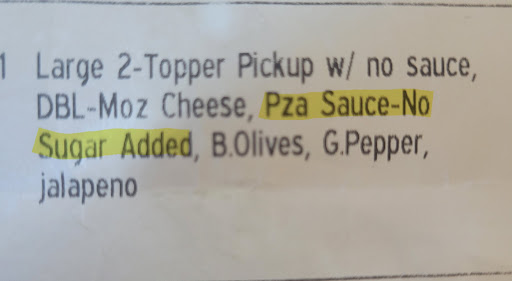 1 Large 2-Topper Pickup w/ no sauce,
DBL-Moz Cheese, Pza Sauce-No
Sugar Added, B.Olives, G.Pepper,
jalapeno